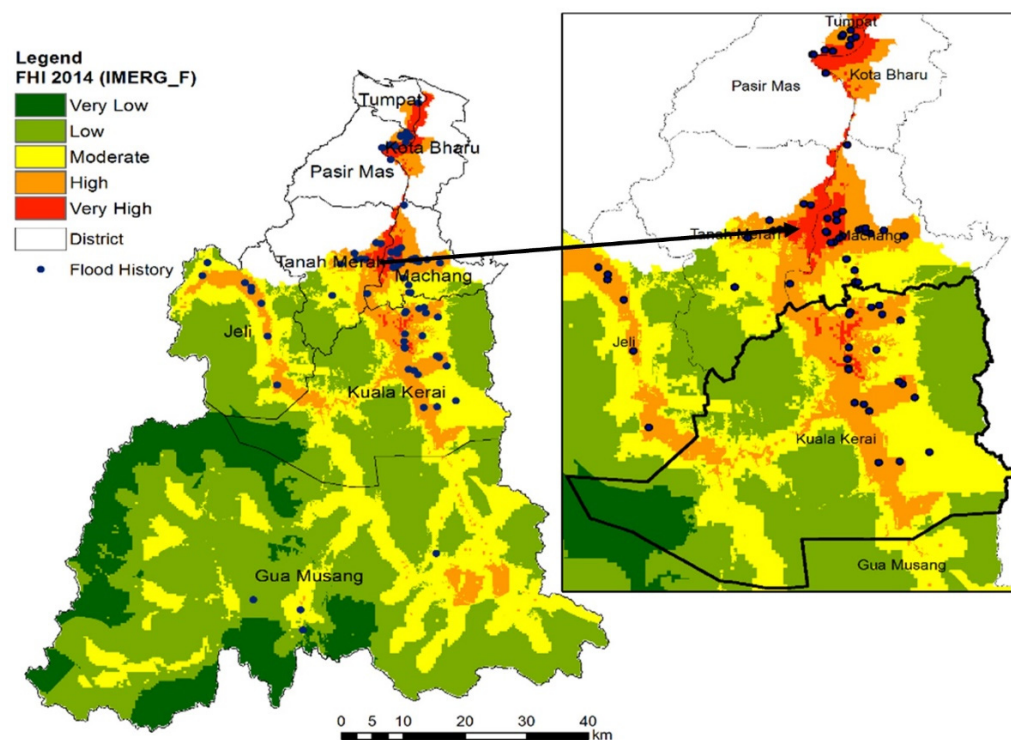 Legend
FHI 2014 (IMERG_F)
Very Low
Low
Moderate
High
Very High
District
Flood History
Tumpat
Kota Bharu
Pasir Mas
Tanah Merah
Machang
Jeli
Kuala Kerai
Gua Musang
0 5 10 20 30 40
km
Tumpat
Kota Bharu
Pasir Mas
Tanah Merah
Machang
Jeli
Kuala Kerai
Gua Musang